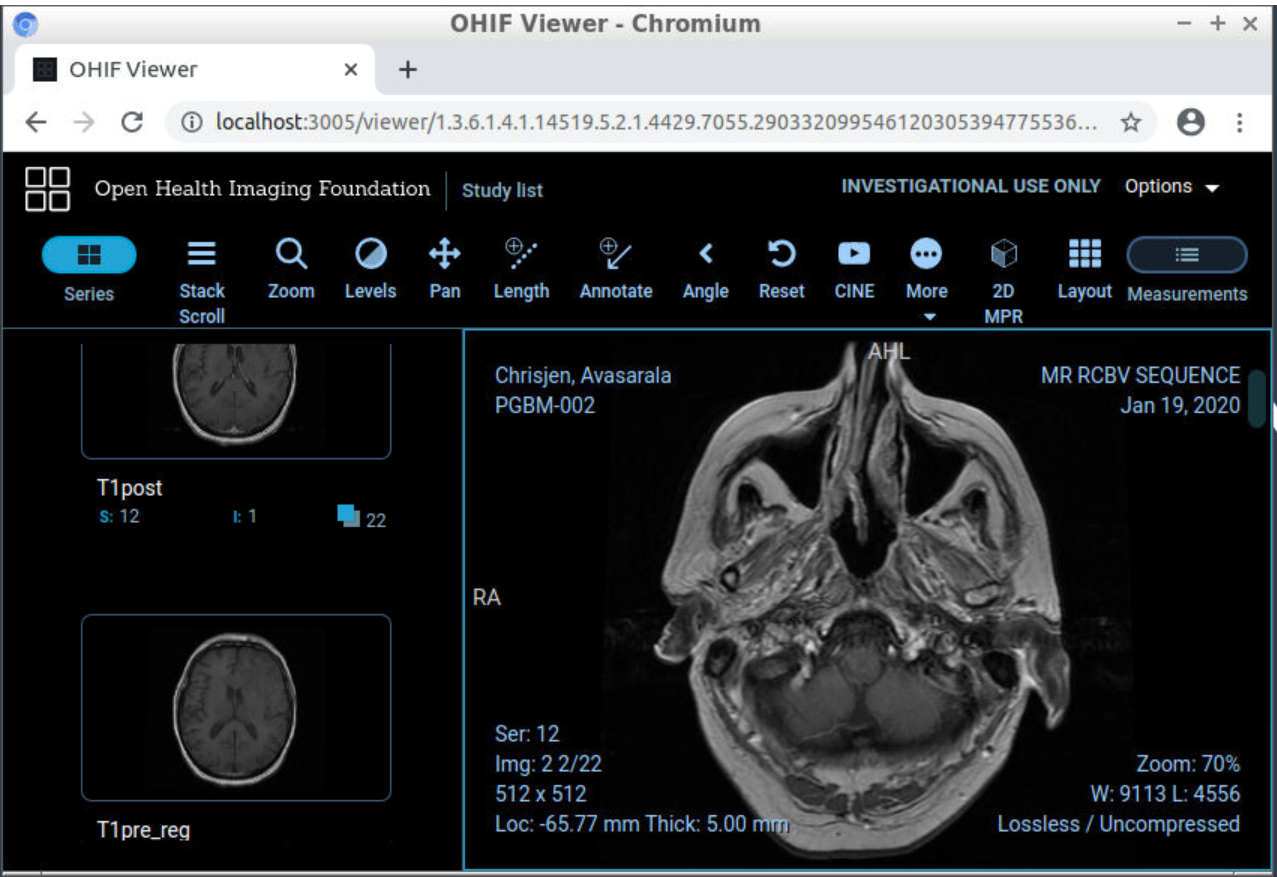 OHIF Viewer - Chromium
OHIF Viewer
localhost:3005/viewer/1.3.6.1.4.1.14519.5.2.1.4429.7055.290332099546120305394775536...
Open Health Imaging Foundation Study list INVESTIGATIONAL USE ONLY Options
Series Stack Scroll Zoom Levels Pan Length Annotate Angle Reset CINE More 2D MPR Layout Measurements
T1post
S: 12 I: 1 22
T1pre_reg
AHL
Chrisjen, Avasarala
PGBM-002
MR RCBV SEQUENCE
Jan 19, 2020
RA
Ser: 12
Img: 2 2/22
512 x 512
Loc: -65.77 mm Thick: 5.00 mm
Zoom: 70%
W: 9113 L: 4556
Lossless / Uncompressed